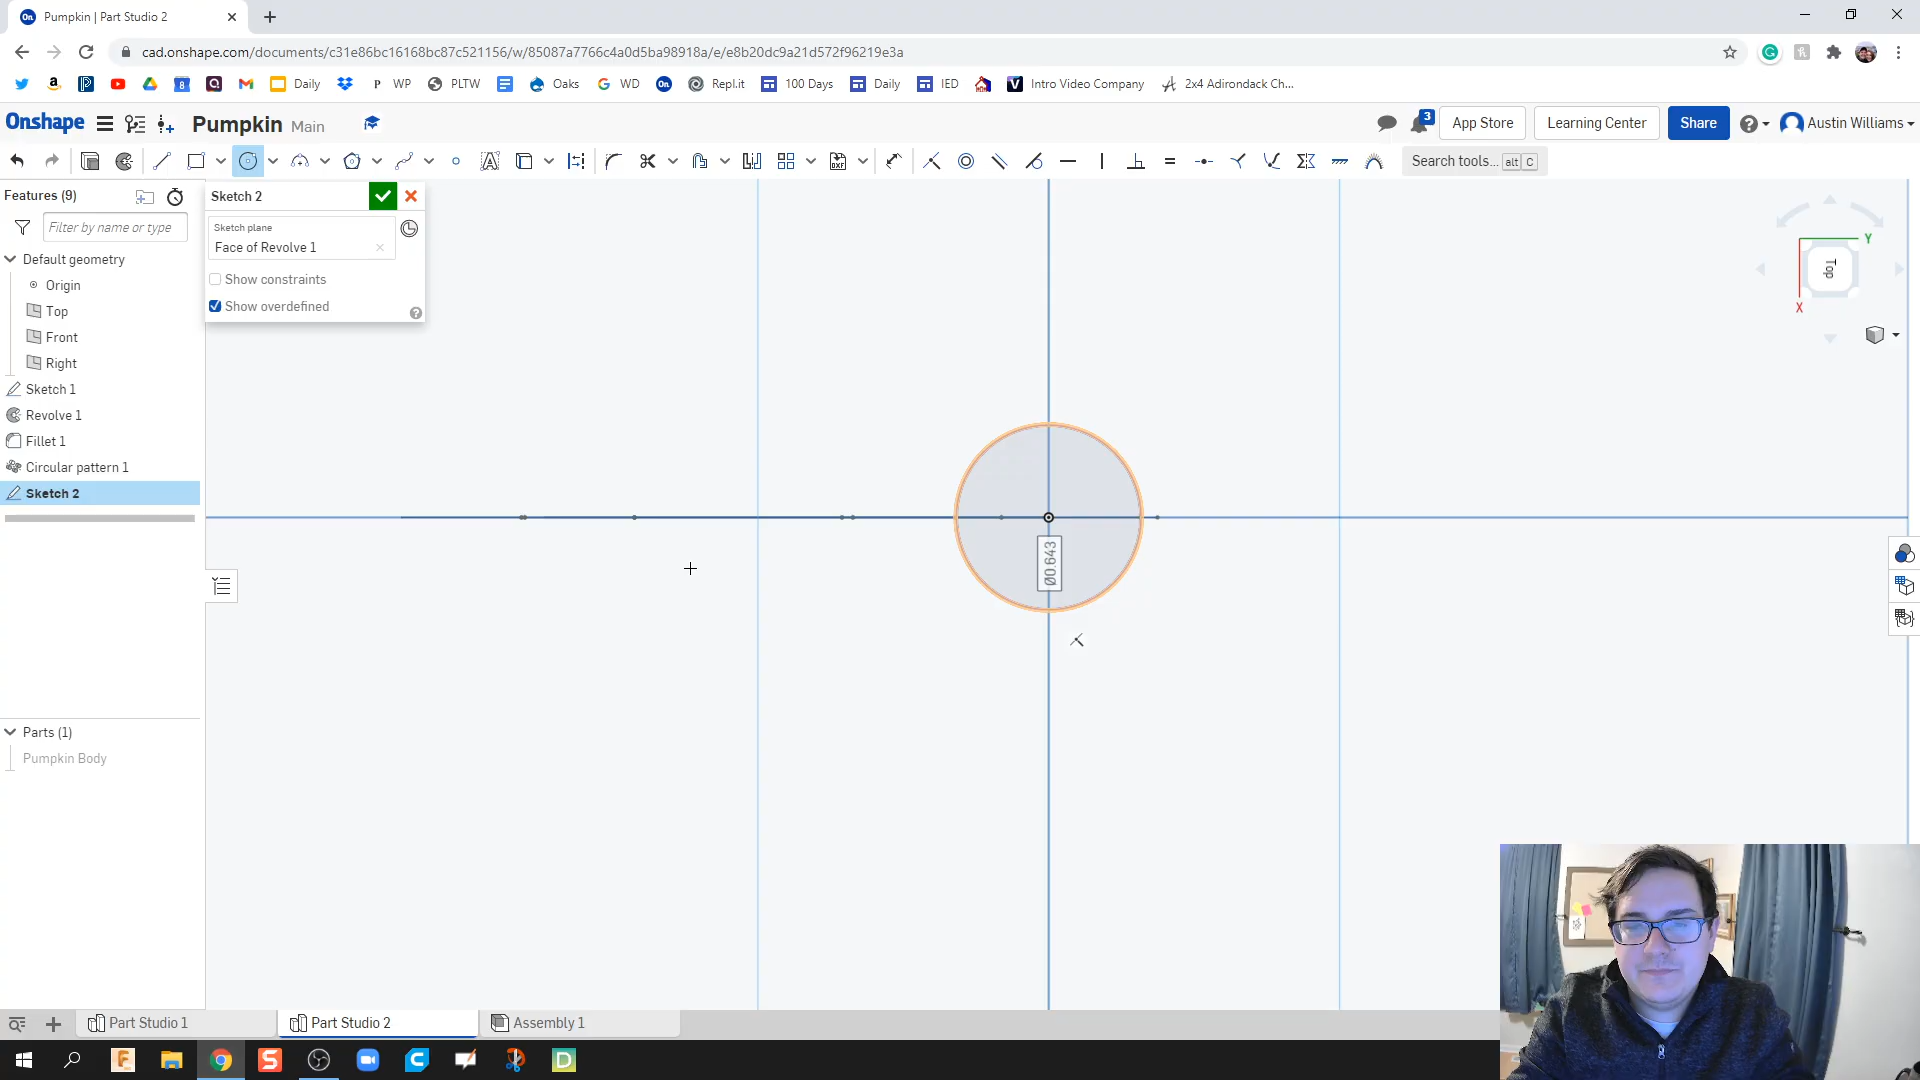 Pumpkin | Part Studio 2
cad.onshape.com/documents/c31e86bc16168bc87c521156/w/85087a7766c4a0d5ba98918a/e/e8b20dc9a21d572f96219e3a
Daily
WP
PLTW
Oaks
WD
Repl.it
100 Days
Daily
IED
Intro Video Company
2x4 Adirondack Ch...
Onshape
Pumpkin Main
3
App Store
Learning Center
Share
Austin Williams
Search tools... alt C
Features (9)
Filter by name or type
Default geometry
Origin
Top
Front
Right
Sketch 1
Revolve 1
Fillet 1
Circular pattern 1
Sketch 2
Sketch 2
Sketch plane
Face of Revolve 1
Show constraints
Show overdefined
Ø0.643
Y
Top
X
Parts (1)
Pumpkin Body
Part Studio 1
Part Studio 2
Assembly 1